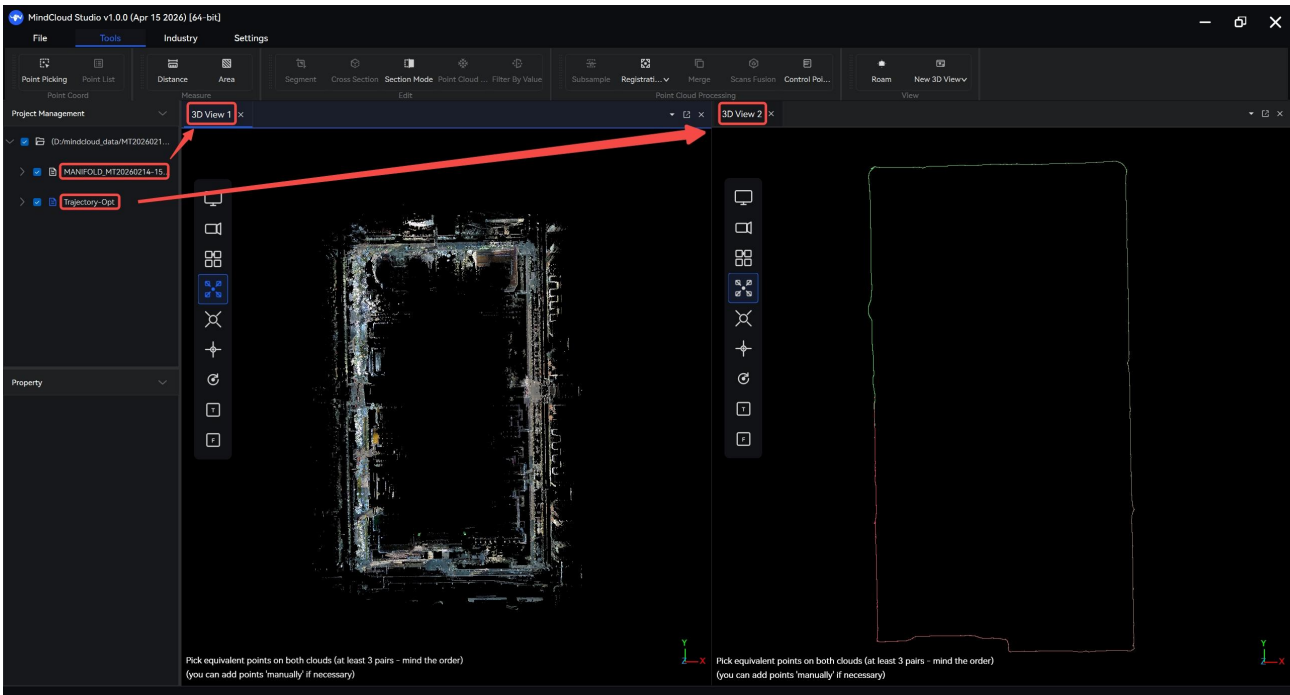 MindCloud Studio v1.0.0 (Apr 15 2026) [64-bit]
File Tools Industry Settings
Point Picking Point List Distance Area Segment Cross Section Section Mode Point Cloud ... Filter By Value Subsample Registrati... Merge Scans Fusion Control Poi... Roam New 3D View
Point Coord Measure Edit Point Cloud Processing View
Project Management
3D View 1
3D View 2
(D:/mindcloud_data/MT2026021...
MANIFOLD_MT20260214-15..
Trajectory-Opt
T
F
T
F
Property
Pick equivalent points on both clouds (at least 3 pairs - mind the order)
(you can add points 'manually' if necessary)
Y
Z X
Pick equivalent points on both clouds (at least 3 pairs - mind the order)
(you can add points 'manually' if necessary)
Y
Z X